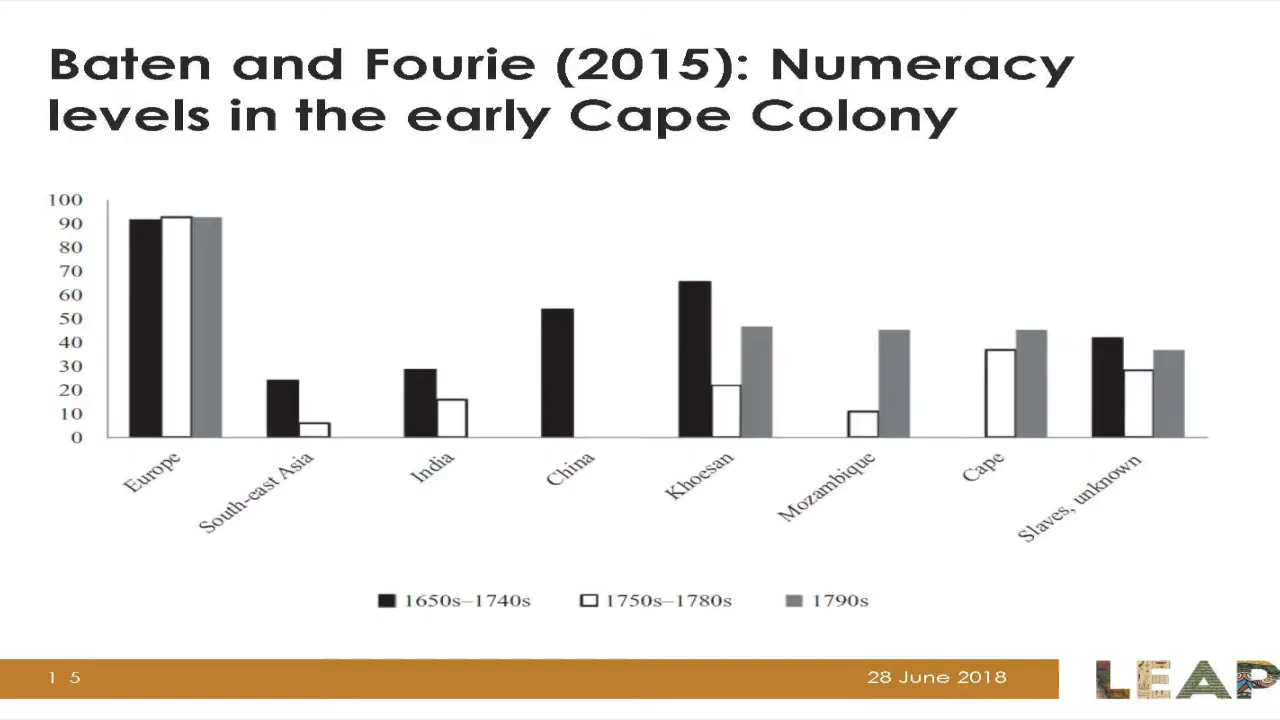 Baten and Fourie (2015): Numeracy
levels in the early Cape Colony
100
90
80
70
60
50
40
30
20
10
0
Europe
South-east Asia
India
China
Khoesan
Mozambique
Cape
Slaves, unknown
1650s–1740s
1750s–1780s
1790s
1 5
28 June 2018
LEAP